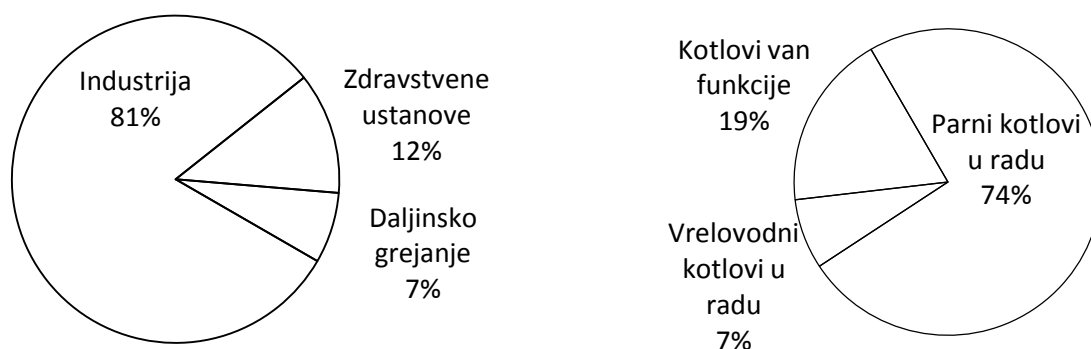 Industrija
81%
Zdravstvene
ustanove
12%
Daljinsko
grejanje
7%
Kotlovi van
funkcije
19%
Parni kotlovi
u radu
74%
Vrelovodni
kotlovi u
radu
7%